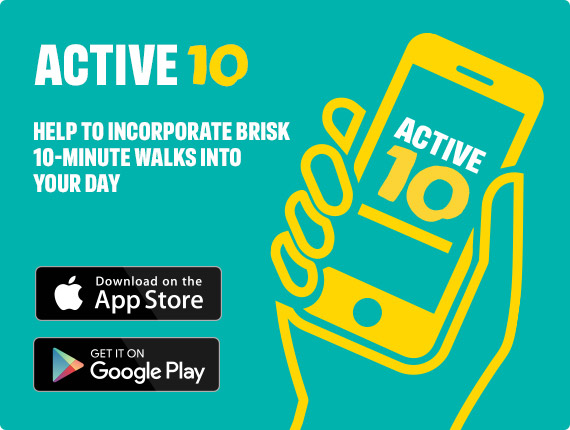 ACTIVE 10
HELP TO INCORPORATE BRISK
10-MINUTE WALKS INTO
YOUR DAY
Download on the
App Store
GET IT ON
Google Play
ACTIVE
10